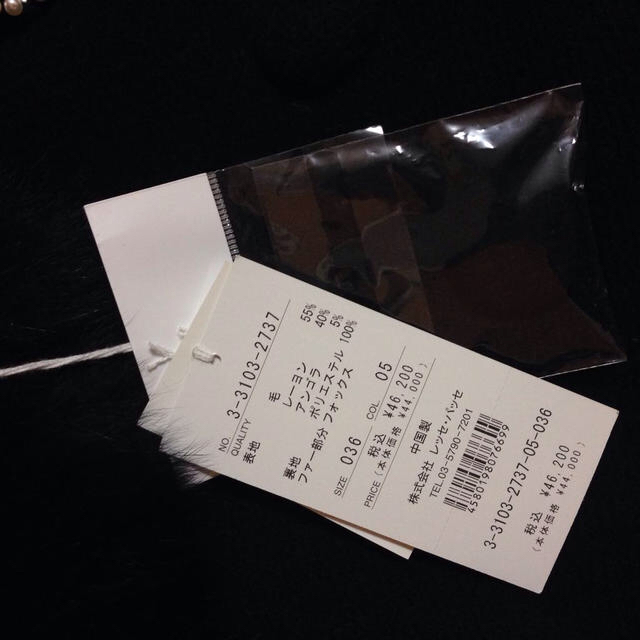 NO. 3-3103-2737
QUALITY
表地 毛 55%
レーヨン 40%
アンゴラ 5%
裏地 ポリエステル 100%
ファー部分 フォックス
SIZE 036 COL 05
PRICE 税込 ¥46,200
(本体価格 ¥44,000)
中国製
株式会社 レッセ・パッセ
TEL.03-5790-7201
4580198076999
3-3103-2737-05-036
税込 ¥46,200
(本体価格 ¥44,000)